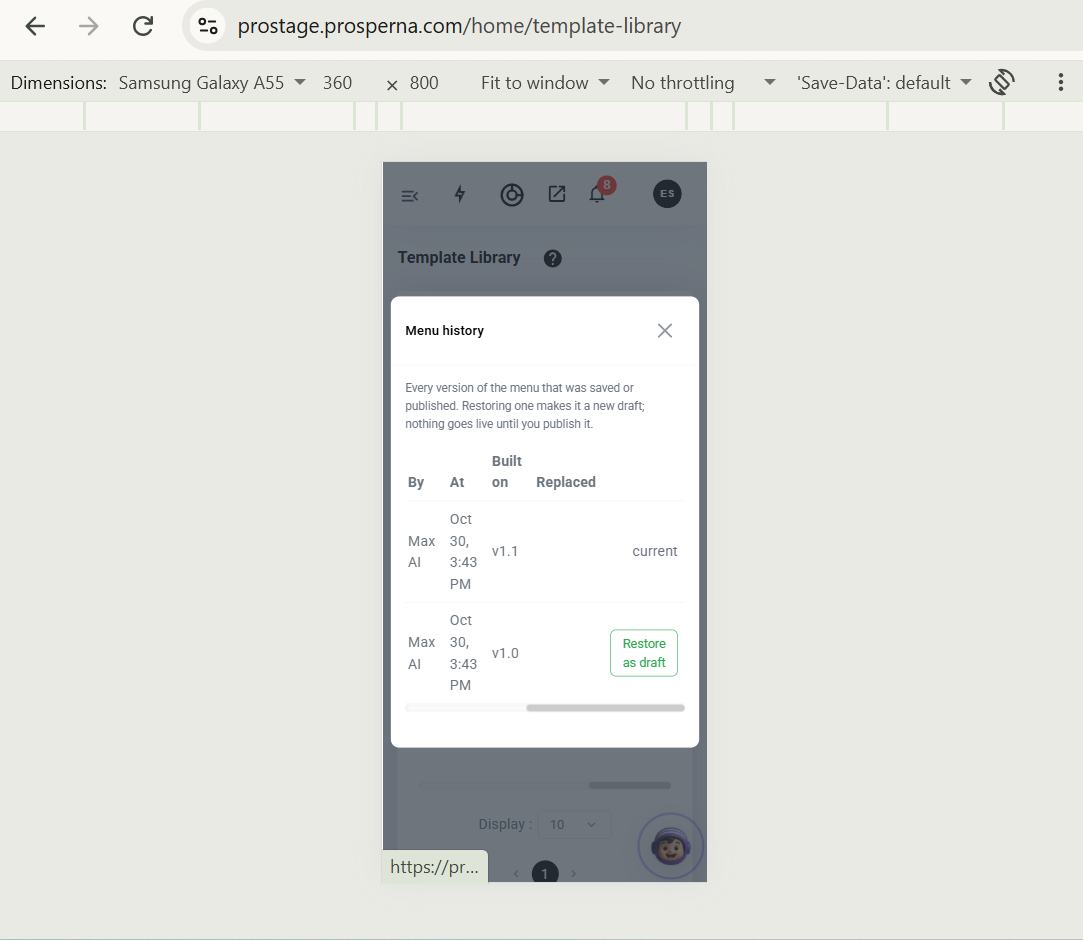 prostage.prosperna.com/home/template-library
Dimensions: Samsung Galaxy A55 360 × 800 Fit to window No throttling 'Save-Data': default
8
ES
Template Library ?
Menu history
Every version of the menu that was saved or
published. Restoring one makes it a new draft;
nothing goes live until you publish it.
Built
By At on Replaced
Oct
Max 30, v1.1 current
AI 3:43
PM
Oct
Max 30, v1.0 Restore
AI 3:43 as draft
PM
Display : 10
https://pr...
1